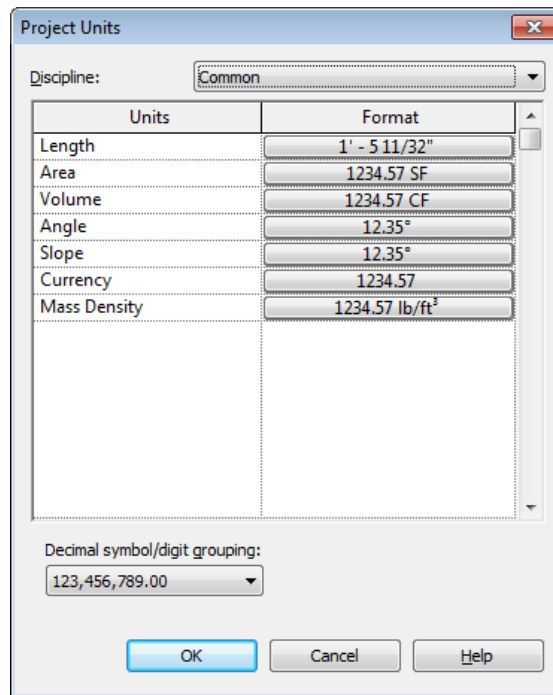 Project Units
Discipline: Common
Units Format
Length 1' - 5 11/32"
Area 1234.57 SF
Volume 1234.57 CF
Angle 12.35°
Slope 12.35°
Currency 1234.57
Mass Density 1234.57 lb/ft³
Decimal symbol/digit grouping:
123,456,789.00
OK Cancel Help